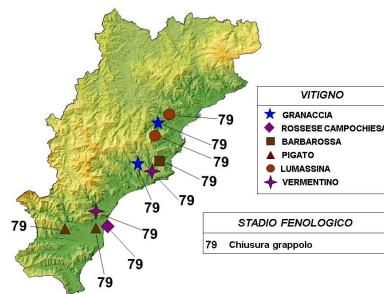 79
VITIGNO
GRANACCIA
79
ROSSESE CAMPOCHIESA
79
BARBAROSSA
79
PIGATO
79
LUMASSINA
79
VERMENTINO
79
79
79
79
STADIO FENOLOGICO
79
79 Chiusura grappolo